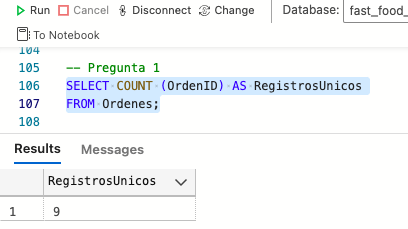 Run Cancel Disconnect Change Database: fast_food_
To Notebook
104
105 -- Pregunta 1
106 SELECT COUNT (OrdenID) AS RegistrosUnicos
107 FROM Ordenes;
108
Results Messages
RegistrosUnicos
1 9